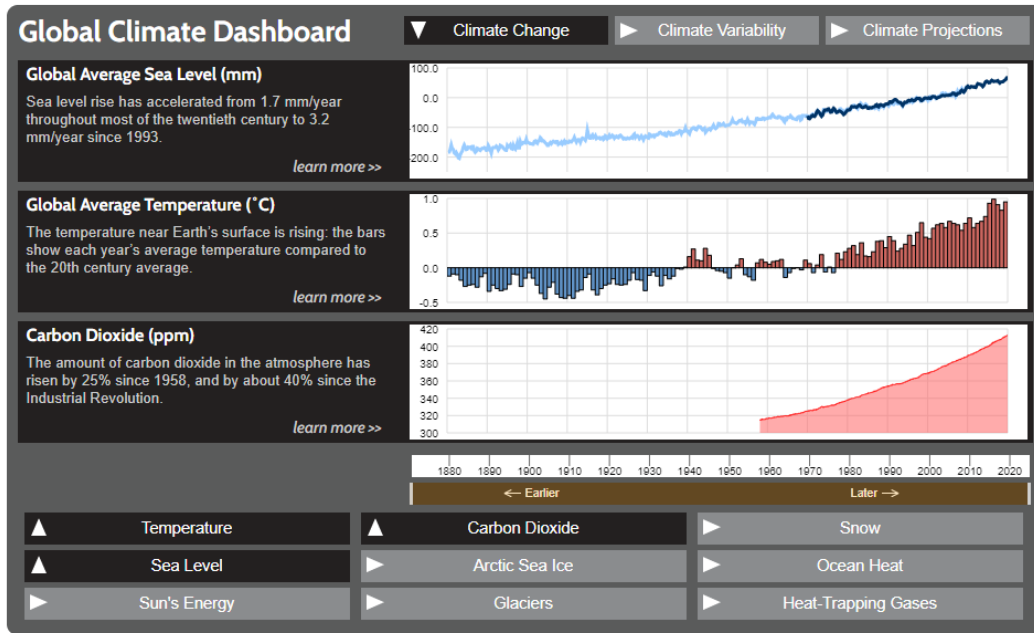 Global Climate Dashboard
Climate Change
Climate Variability
Climate Projections
Global Average Sea Level (mm)
Sea level rise has accelerated from 1.7 mm/year
throughout most of the twentieth century to 3.2
mm/year since 1993.
learn more >>
100.0
0.0
-100.0
-200.0
Global Average Temperature (˚C)
The temperature near Earth's surface is rising: the bars
show each year's average temperature compared to
the 20th century average.
learn more >>
1.0
0.5
0.0
-0.5
Carbon Dioxide (ppm)
The amount of carbon dioxide in the atmosphere has
risen by 25% since 1958, and by about 40% since the
Industrial Revolution.
learn more >>
420
400
380
360
340
320
300
1880 1890 1900 1910 1920 1930 1940 1950 1960 1970 1980 1990 2000 2010 2020
← Earlier
Later →
Temperature
Carbon Dioxide
Snow
Sea Level
Arctic Sea Ice
Ocean Heat
Sun's Energy
Glaciers
Heat-Trapping Gases